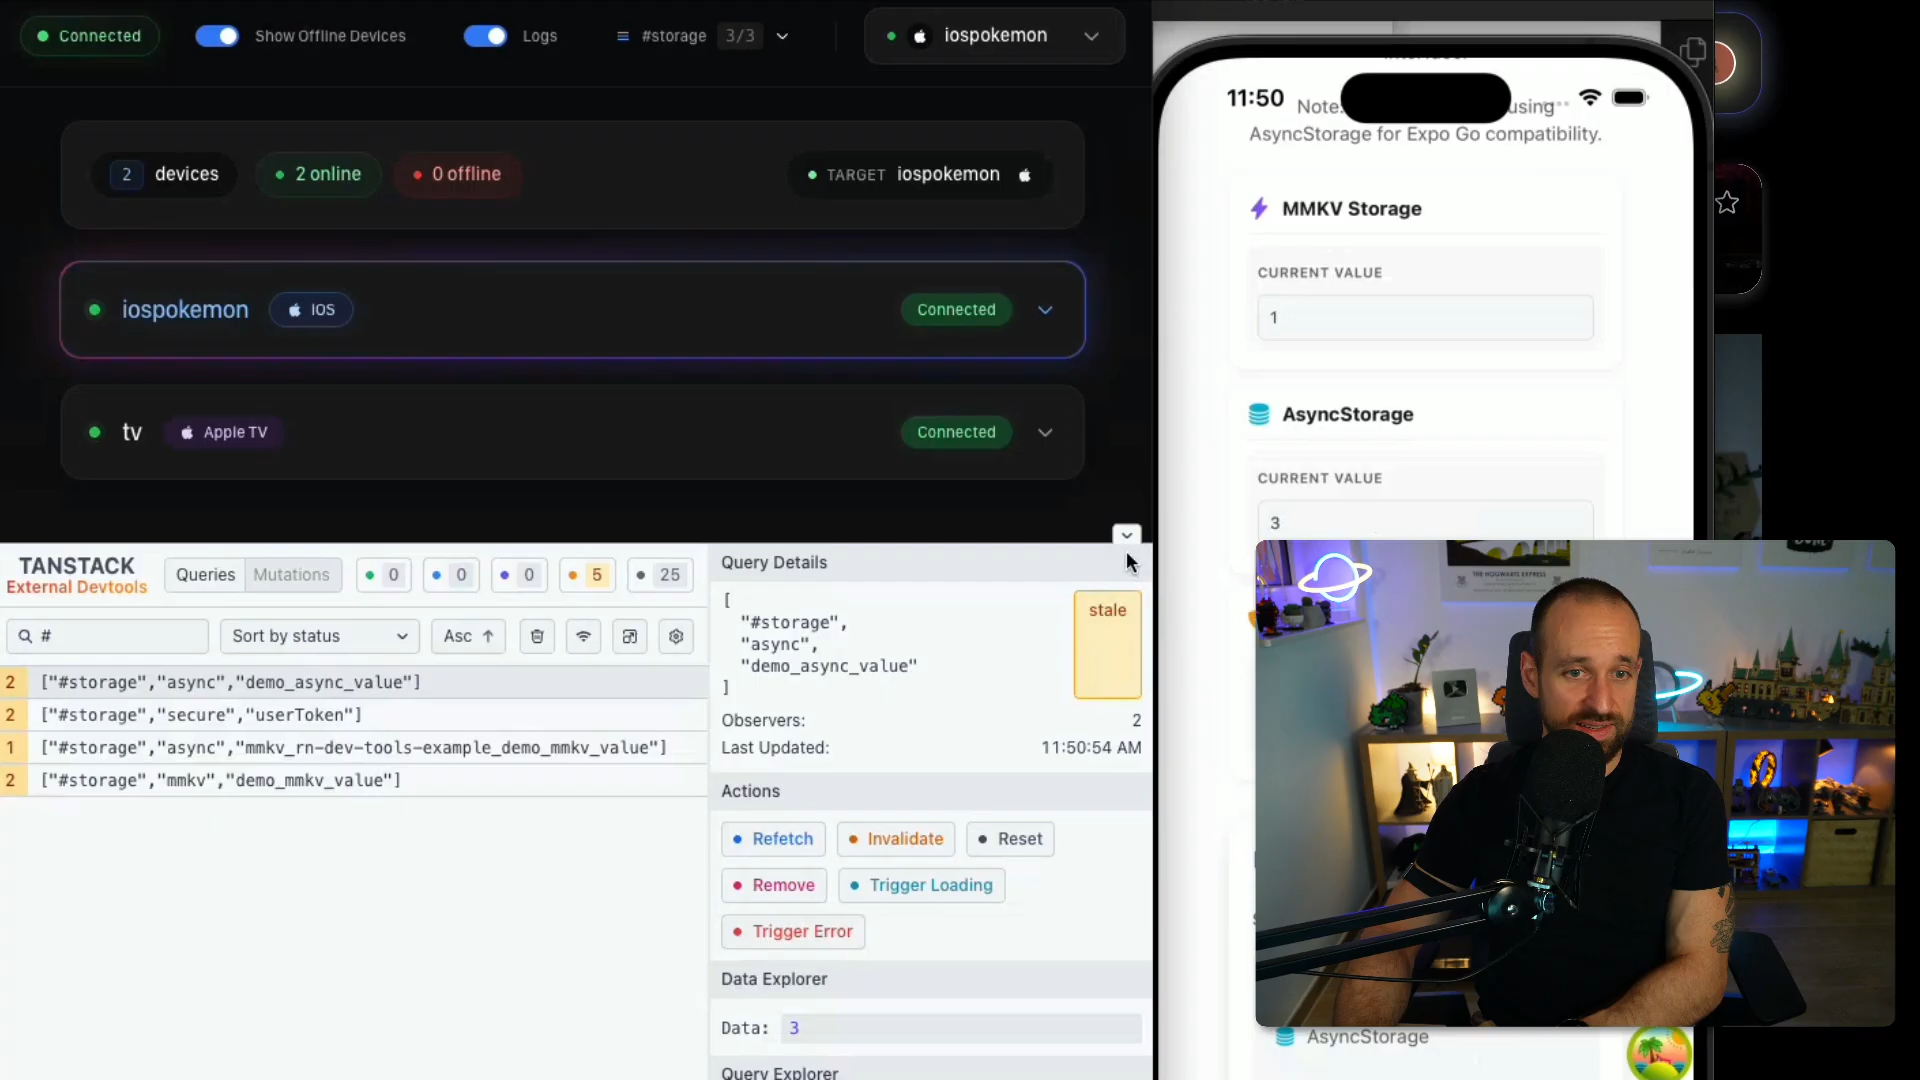 Connected
Show Offline Devices
Logs
#storage 3/3
iospokemon
2 devices
2 online
0 offline
TARGET iospokemon
iospokemon
IOS
Connected
tv
Apple TV
Connected
TANSTACK
External Devtools
Queries
Mutations
0
0
0
5
25
#
Sort by status
Asc ↑
2 ["#storage","async","demo_async_value"]
2 ["#storage","secure","userToken"]
1 ["#storage","async","mmkv_rn-dev-tools-example_demo_mmkv_value"]
2 ["#storage","mmkv","demo_mmkv_value"]
Query Details
[
"#storage",
"async",
"demo_async_value"
]
stale
Observers: 2
Last Updated: 11:50:54 AM
Actions
Refetch
Invalidate
Reset
Remove
Trigger Loading
Trigger Error
Data Explorer
Data: 3
Query Explorer
11:50
Note: using
AsyncStorage for Expo Go compatibility.
MMKV Storage
CURRENT VALUE
1
AsyncStorage
CURRENT VALUE
3
THE HOGWARTS EXPRESS
AsyncStorage